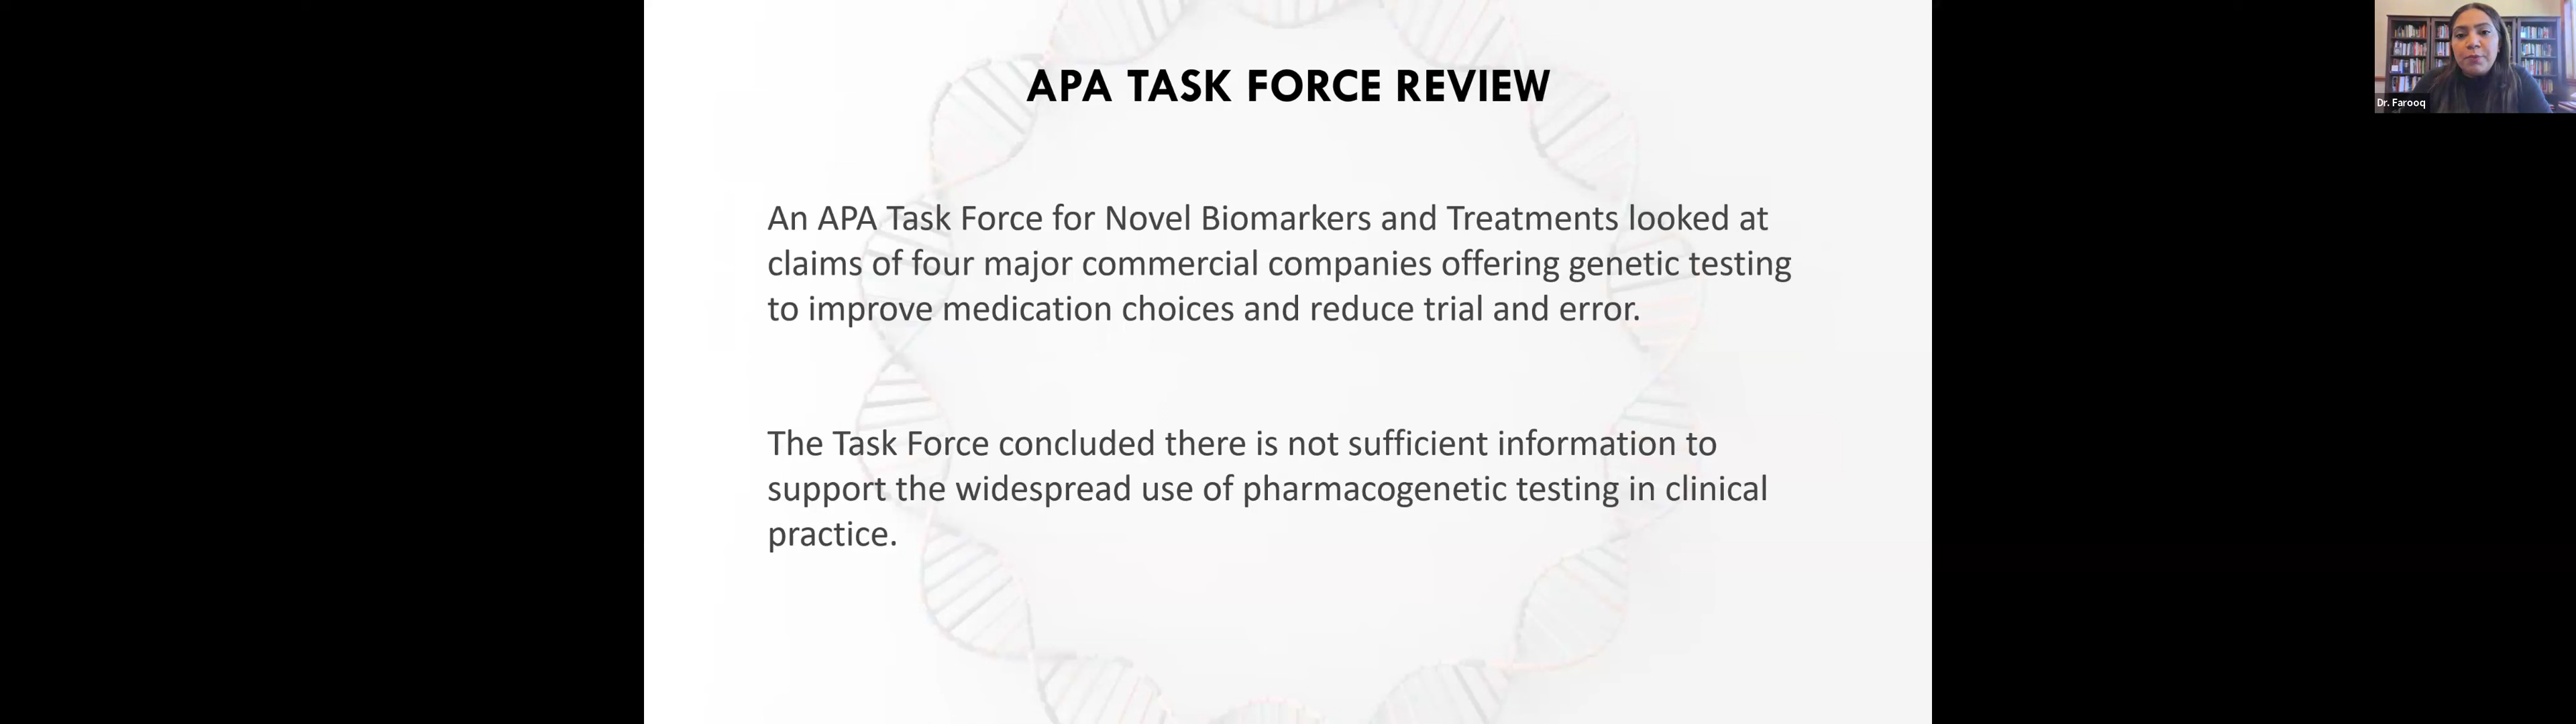 APA TASK FORCE REVIEW
Dr. Farooq
An APA Task Force for Novel Biomarkers and Treatments looked at
claims of four major commercial companies offering genetic testing
to improve medication choices and reduce trial and error.
The Task Force concluded there is not sufficient information to
support the widespread use of pharmacogenetic testing in clinical
practice.